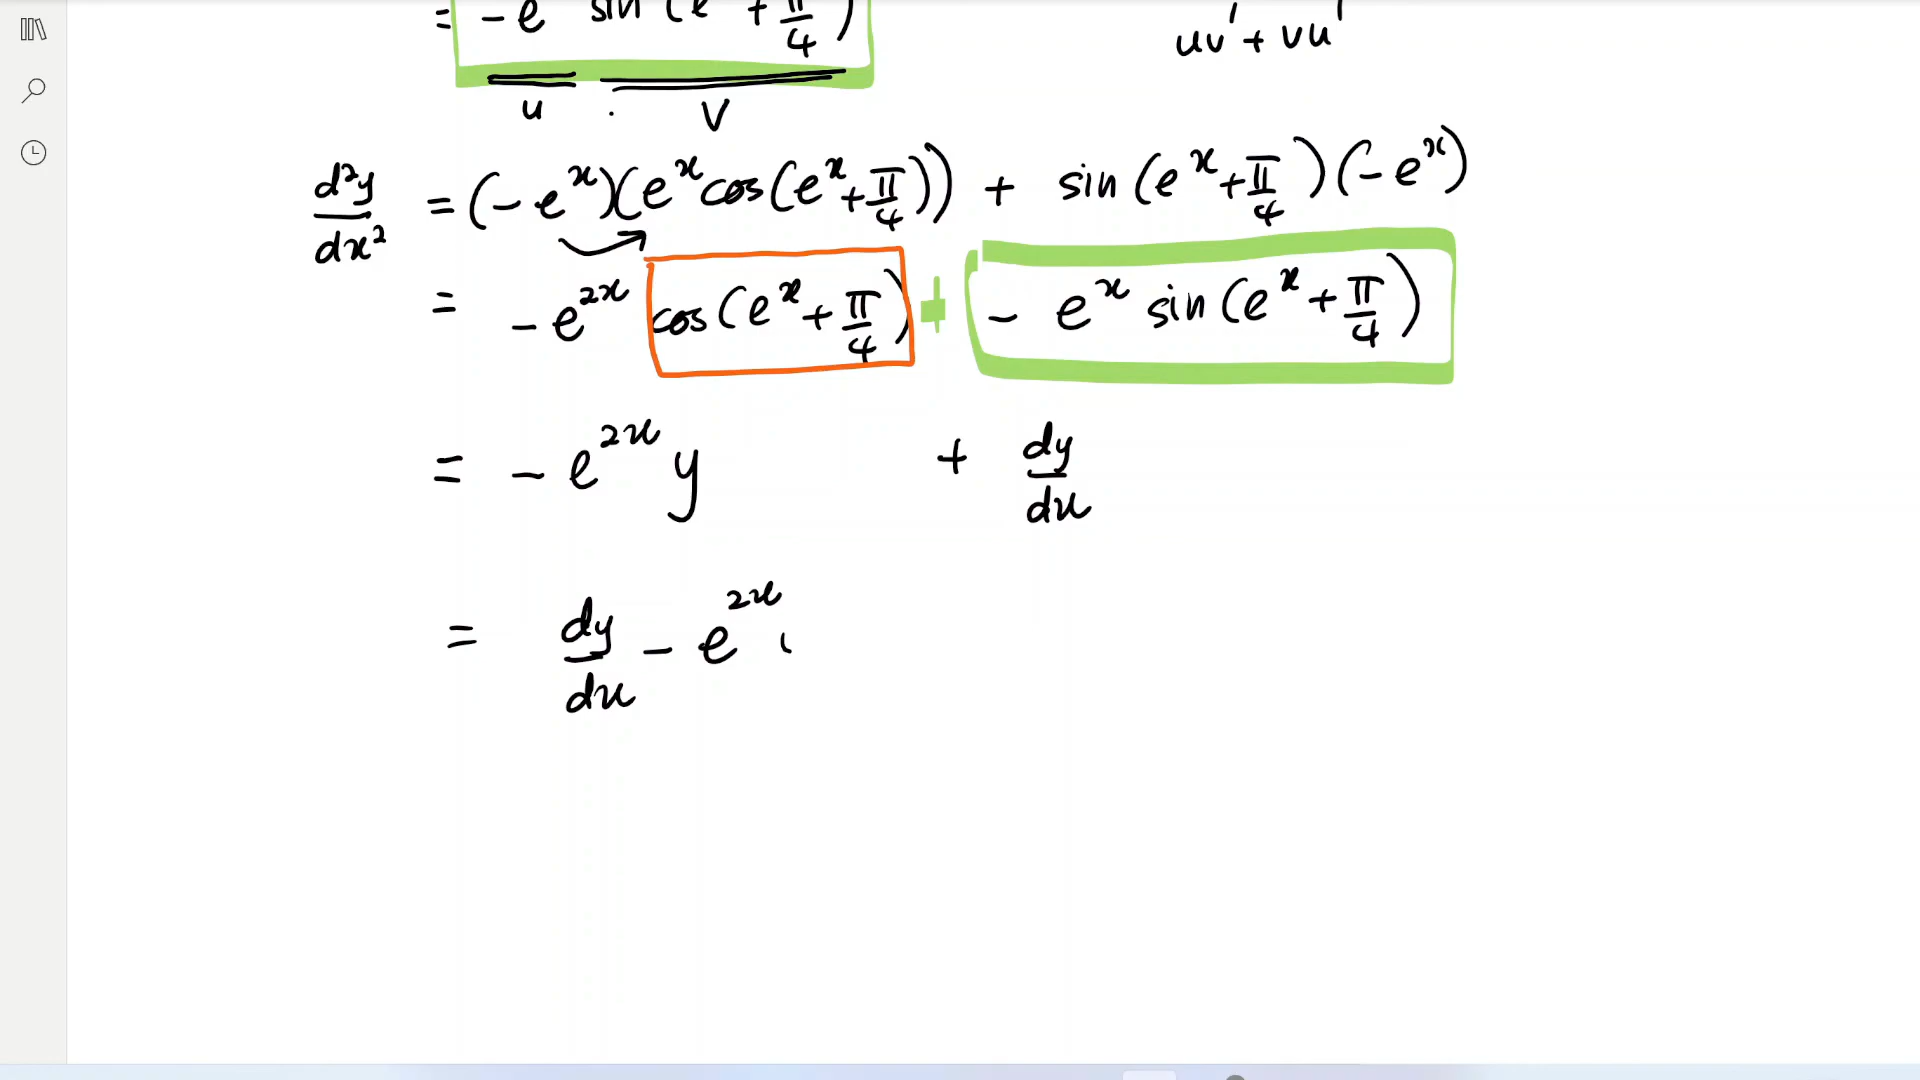 = -e sin (e + π/4)
uv' + vu'
u . v
d²y/dx² = (-e^x)(e^x cos(e^x + π/4)) + sin(e^x + π/4)(-e^x)
= -e^2x cos(e^x + π/4) + -e^x sin(e^x + π/4)
= -e^2x y + dy/dx
= dy/dx - e^2x